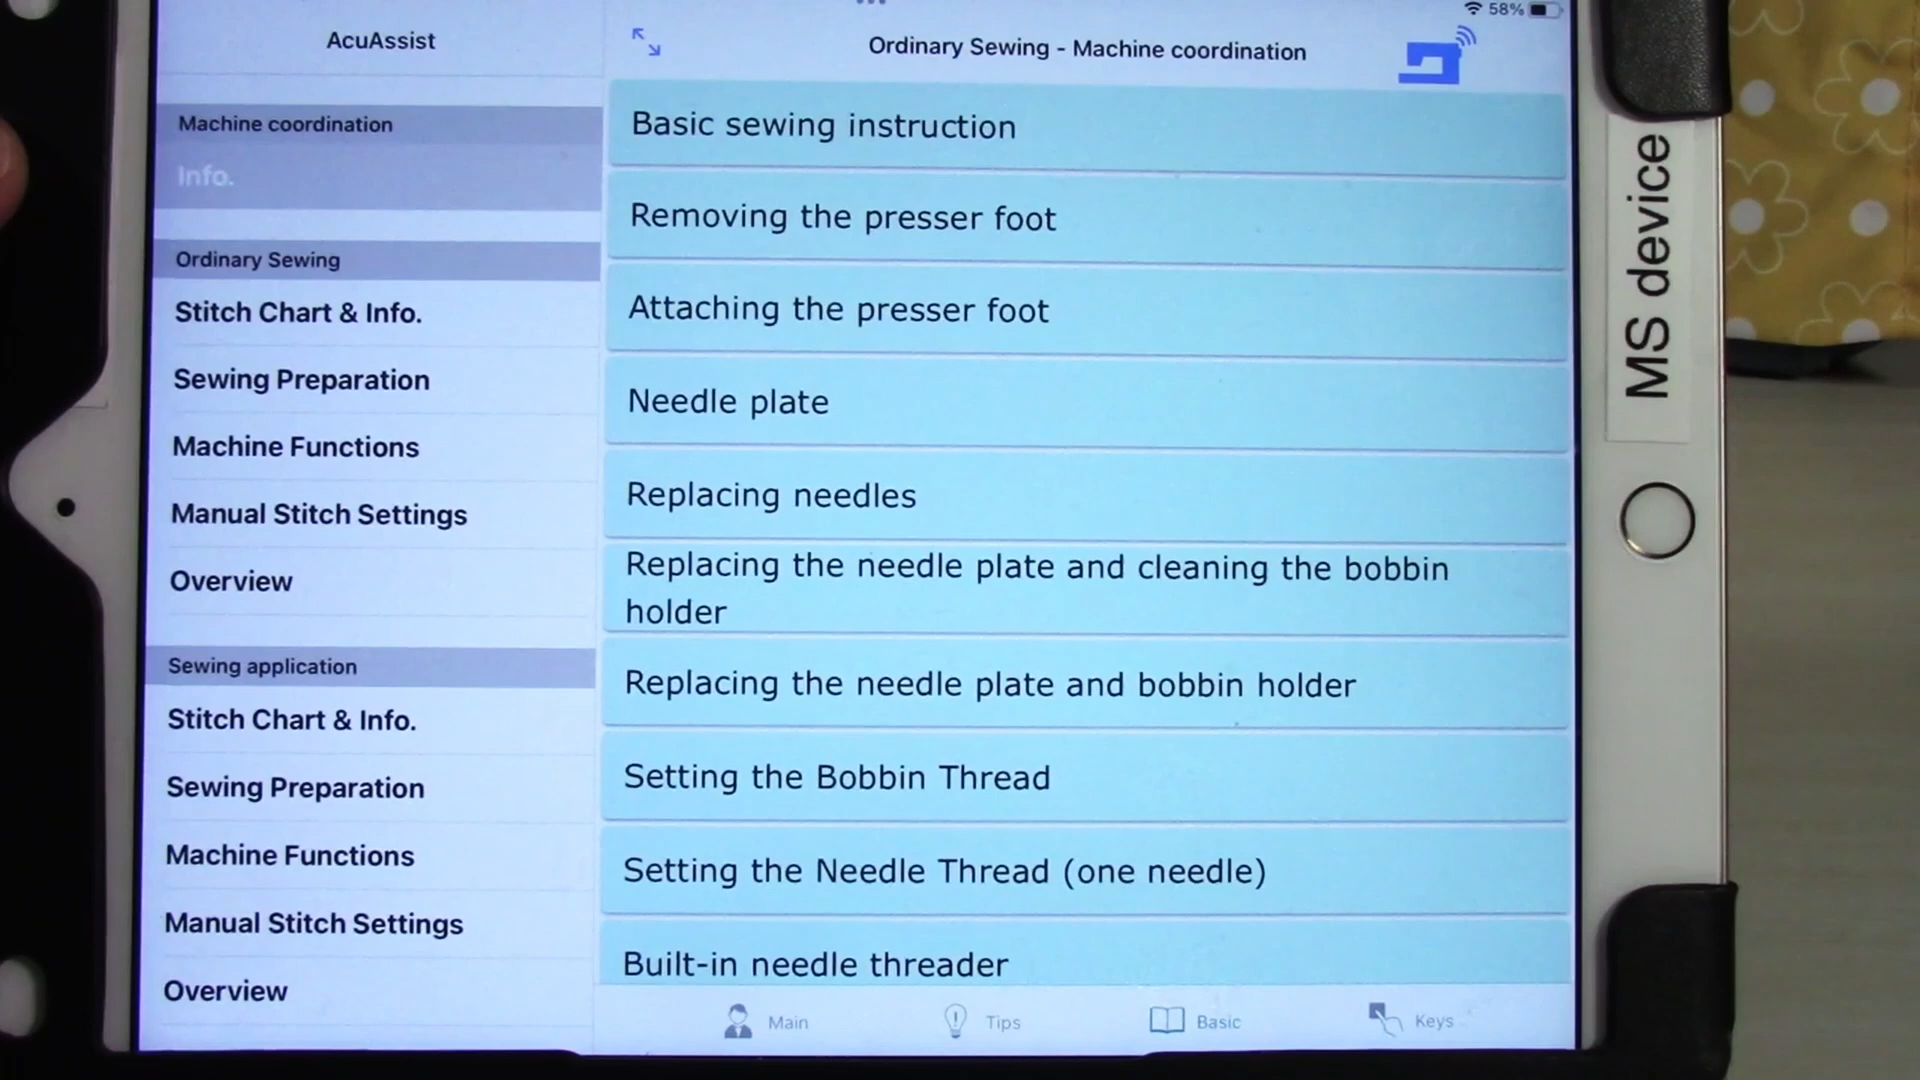 AcuAssist
58%
Ordinary Sewing - Machine coordination
Machine coordination
Info.
Ordinary Sewing
Stitch Chart & Info.
Sewing Preparation
Machine Functions
Manual Stitch Settings
Overview
Sewing application
Stitch Chart & Info.
Sewing Preparation
Machine Functions
Manual Stitch Settings
Overview
Basic sewing instruction
Removing the presser foot
Attaching the presser foot
Needle plate
Replacing needles
Replacing the needle plate and cleaning the bobbin
holder
Replacing the needle plate and bobbin holder
Setting the Bobbin Thread
Setting the Needle Thread (one needle)
Built-in needle threader
Main
Tips
Basic
Keys
MS device